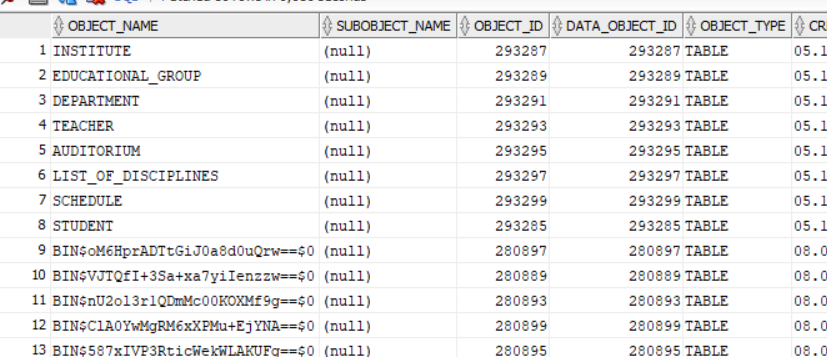 OBJECT_NAME SUBOBJECT_NAME OBJECT_ID DATA_OBJECT_ID OBJECT_TYPE
1 INSTITUTE (null) 293287 293287 TABLE 05.1
2 EDUCATIONAL_GROUP (null) 293289 293289 TABLE 05.1
3 DEPARTMENT (null) 293291 293291 TABLE 05.1
4 TEACHER (null) 293293 293293 TABLE 05.1
5 AUDITORIUM (null) 293295 293295 TABLE 05.1
6 LIST_OF_DISCIPLINES (null) 293297 293297 TABLE 05.1
7 SCHEDULE (null) 293299 293299 TABLE 05.1
8 STUDENT (null) 293285 293285 TABLE 05.1
9 BIN$oM6HprADTtGiJ0a8d0uQrw==$0 (null) 280897 280897 TABLE 08.0
10 BIN$VJTQfI+3Sa+xa7yiIenzzw==$0 (null) 280889 280889 TABLE 08.0
11 BIN$nU2ol3r1QDmMc00KOXMf9g==$0 (null) 280893 280893 TABLE 08.0
12 BIN$ClA0YwMgRM6xXPMu+EjYNA==$0 (null) 280899 280899 TABLE 08.0
13 BIN$587xIVP3RticWekWLAKUFg==$0 (null) 280895 280895 TABLE 08.0